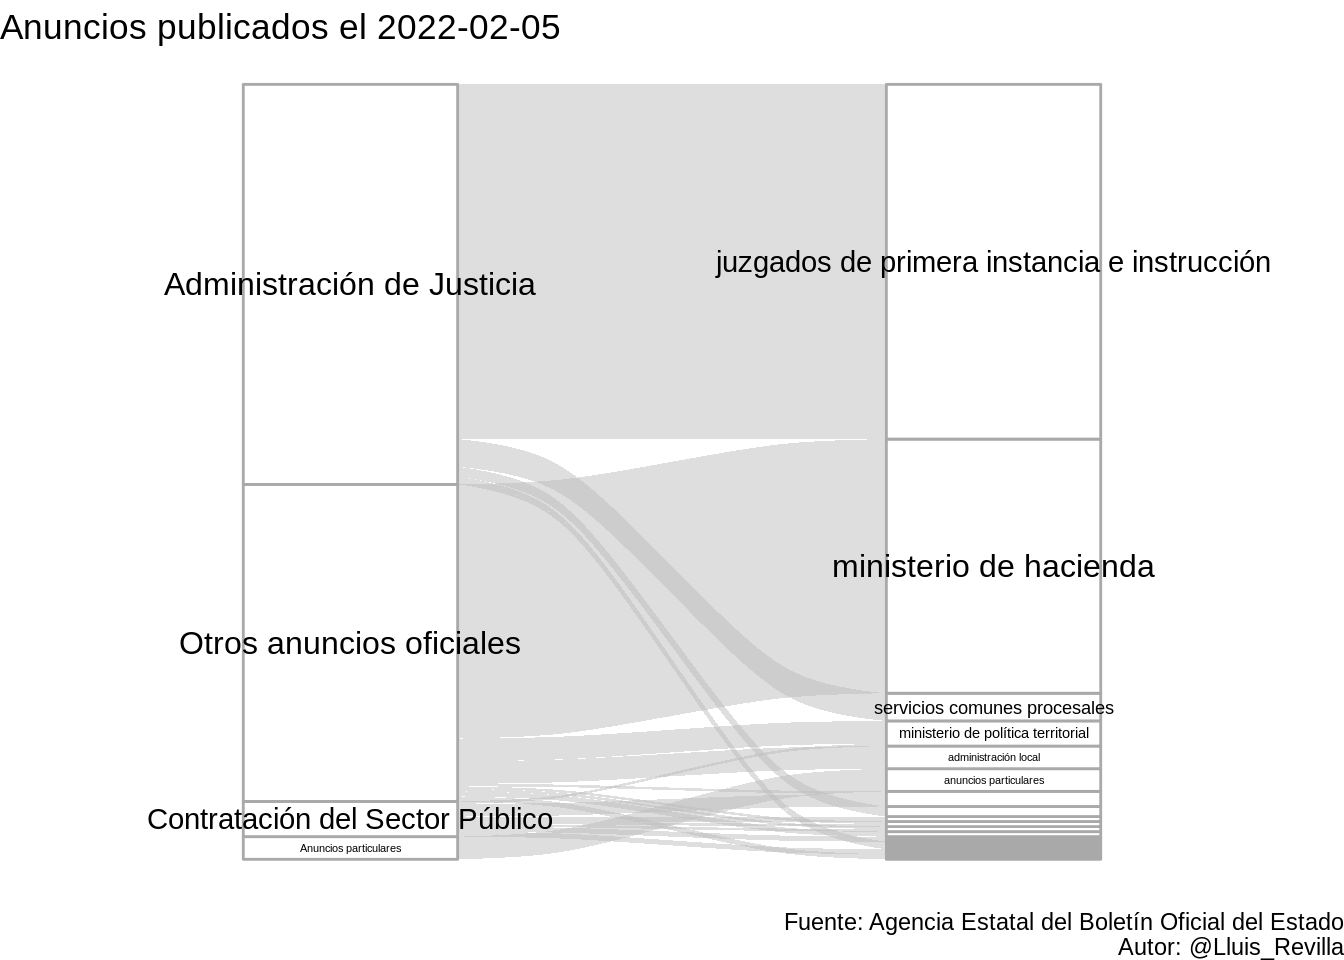 Anuncios publicados el 2022-02-05
Administración de Justicia
Otros anuncios oficiales
Contratación del Sector Público
Anuncios particulares
juzgados de primera instancia e instrucción
ministerio de hacienda
servicios comunes procesales
ministerio de política territorial
administración local
anuncios particulares
Fuente: Agencia Estatal del Boletín Oficial del Estado
Autor: @Lluis_Revilla